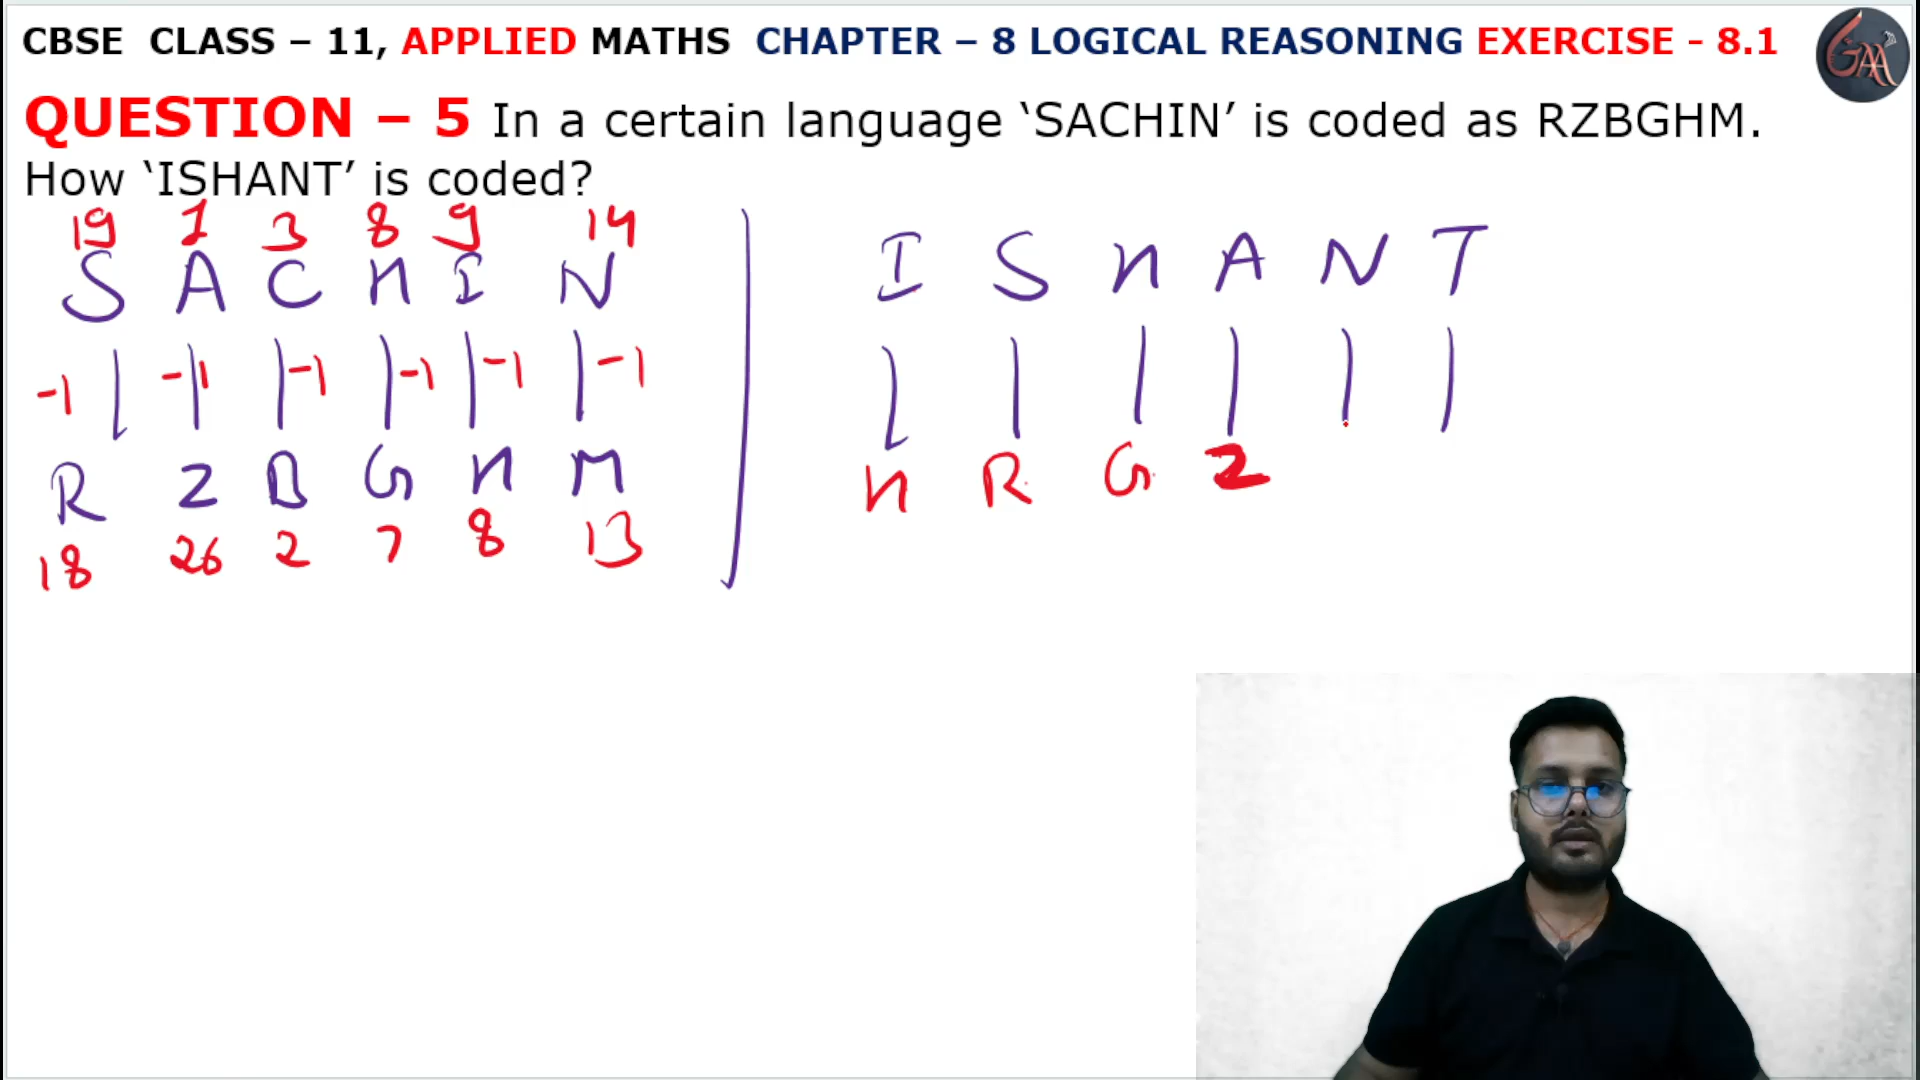 CBSE CLASS – 11, APPLIED MATHS CHAPTER – 8 LOGICAL REASONING EXERCISE - 8.1
QUESTION – 5 In a certain language ‘SACHIN’ is coded as RZBGHM.
How ‘ISHANT’ is coded?
19 1 3 8 9 14
S A C H I N
-1 -1 -1 -1 -1 -1
R Z B G H M
18 26 2 7 8 13
I S H A N T
H R G Z